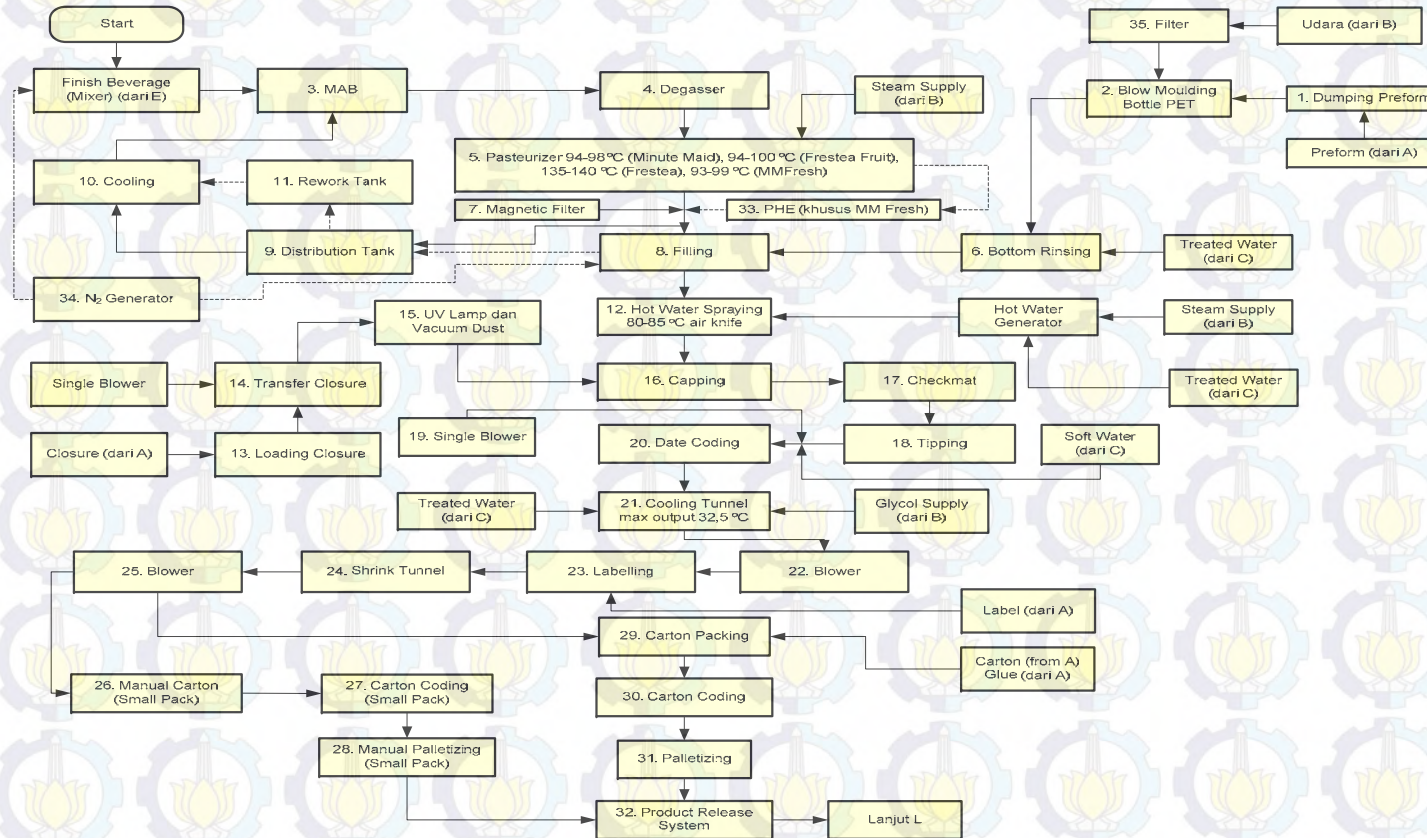 Start
35. Filter
Udara (dari B)
Finish Beverage
(Mixer) (dari E)
3. MAB
4. Degasser
Steam Supply
(dari B)
2. Blow Moulding
Bottle PET
1. Dumping Preform
Preform (dari A)
5. Pasteurizer 94-98 ºC (Minute Maid), 94-100 ºC (Frestea Fruit),
135-140 ºC (Frestea), 93-99 ºC (MMFresh)
10. Cooling
11. Rework Tank
7. Magnetic Filter
33. PHE (khusus MM Fresh)
9. Distribution Tank
8. Filling
6. Bottom Rinsing
Treated Water
(dari C)
34. N₂ Generator
15. UV Lamp dan
Vacuum Dust
12. Hot Water Spraying
80-85 ºC air knife
Hot Water
Generator
Steam Supply
(dari B)
Single Blower
14. Transfer Closure
16. Capping
17. Checkmat
Treated Water
(dari C)
Closure (dari A)
13. Loading Closure
19. Single Blower
20. Date Coding
18. Tipping
Soft Water
(dari C)
Treated Water
(dari C)
21. Cooling Tunnel
max output 32,5 ºC
Glycol Supply
(dari B)
25. Blower
24. Shrink Tunnel
23. Labelling
22. Blower
Label (dari A)
29. Carton Packing
Carton (from A)
Glue (dari A)
26. Manual Carton
(Small Pack)
27. Carton Coding
(Small Pack)
30. Carton Coding
28. Manual Palletizing
(Small Pack)
31. Palletizing
32. Product Release
System
Lanjut L